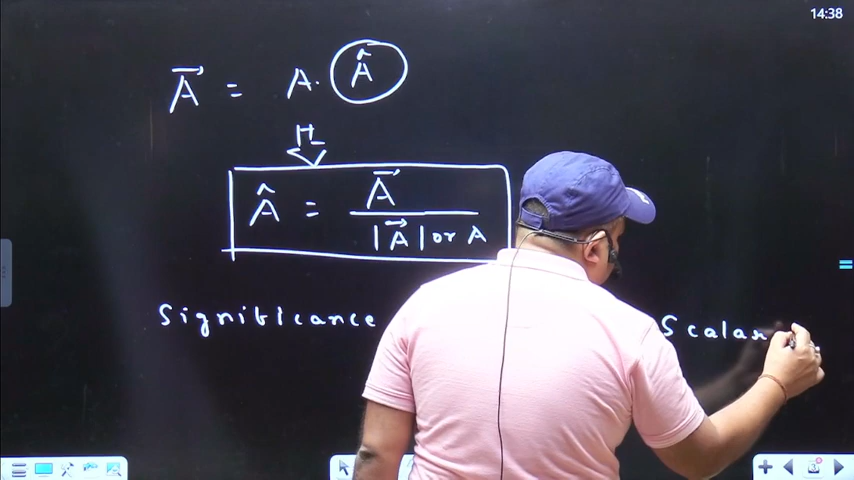 14:38
A⃗ = A. Â
Â = A⃗ / |A⃗| or A
Significance
Scalar